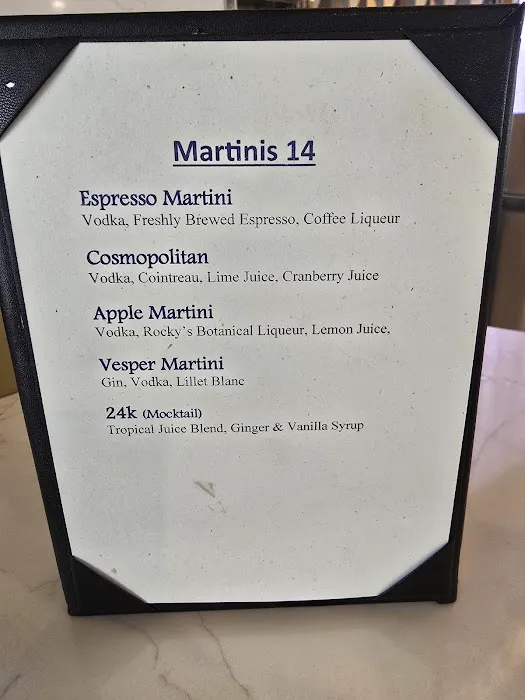 Martinis 14
Espresso Martini
Vodka, Freshly Brewed Espresso, Coffee Liqueur
Cosmopolitan
Vodka, Cointreau, Lime Juice, Cranberry Juice
Apple Martini
Vodka, Rocky's Botanical Liqueur, Lemon Juice,
Vesper Martini
Gin, Vodka, Lillet Blanc
24k (Mocktail)
Tropical Juice Blend, Ginger & Vanilla Syrup